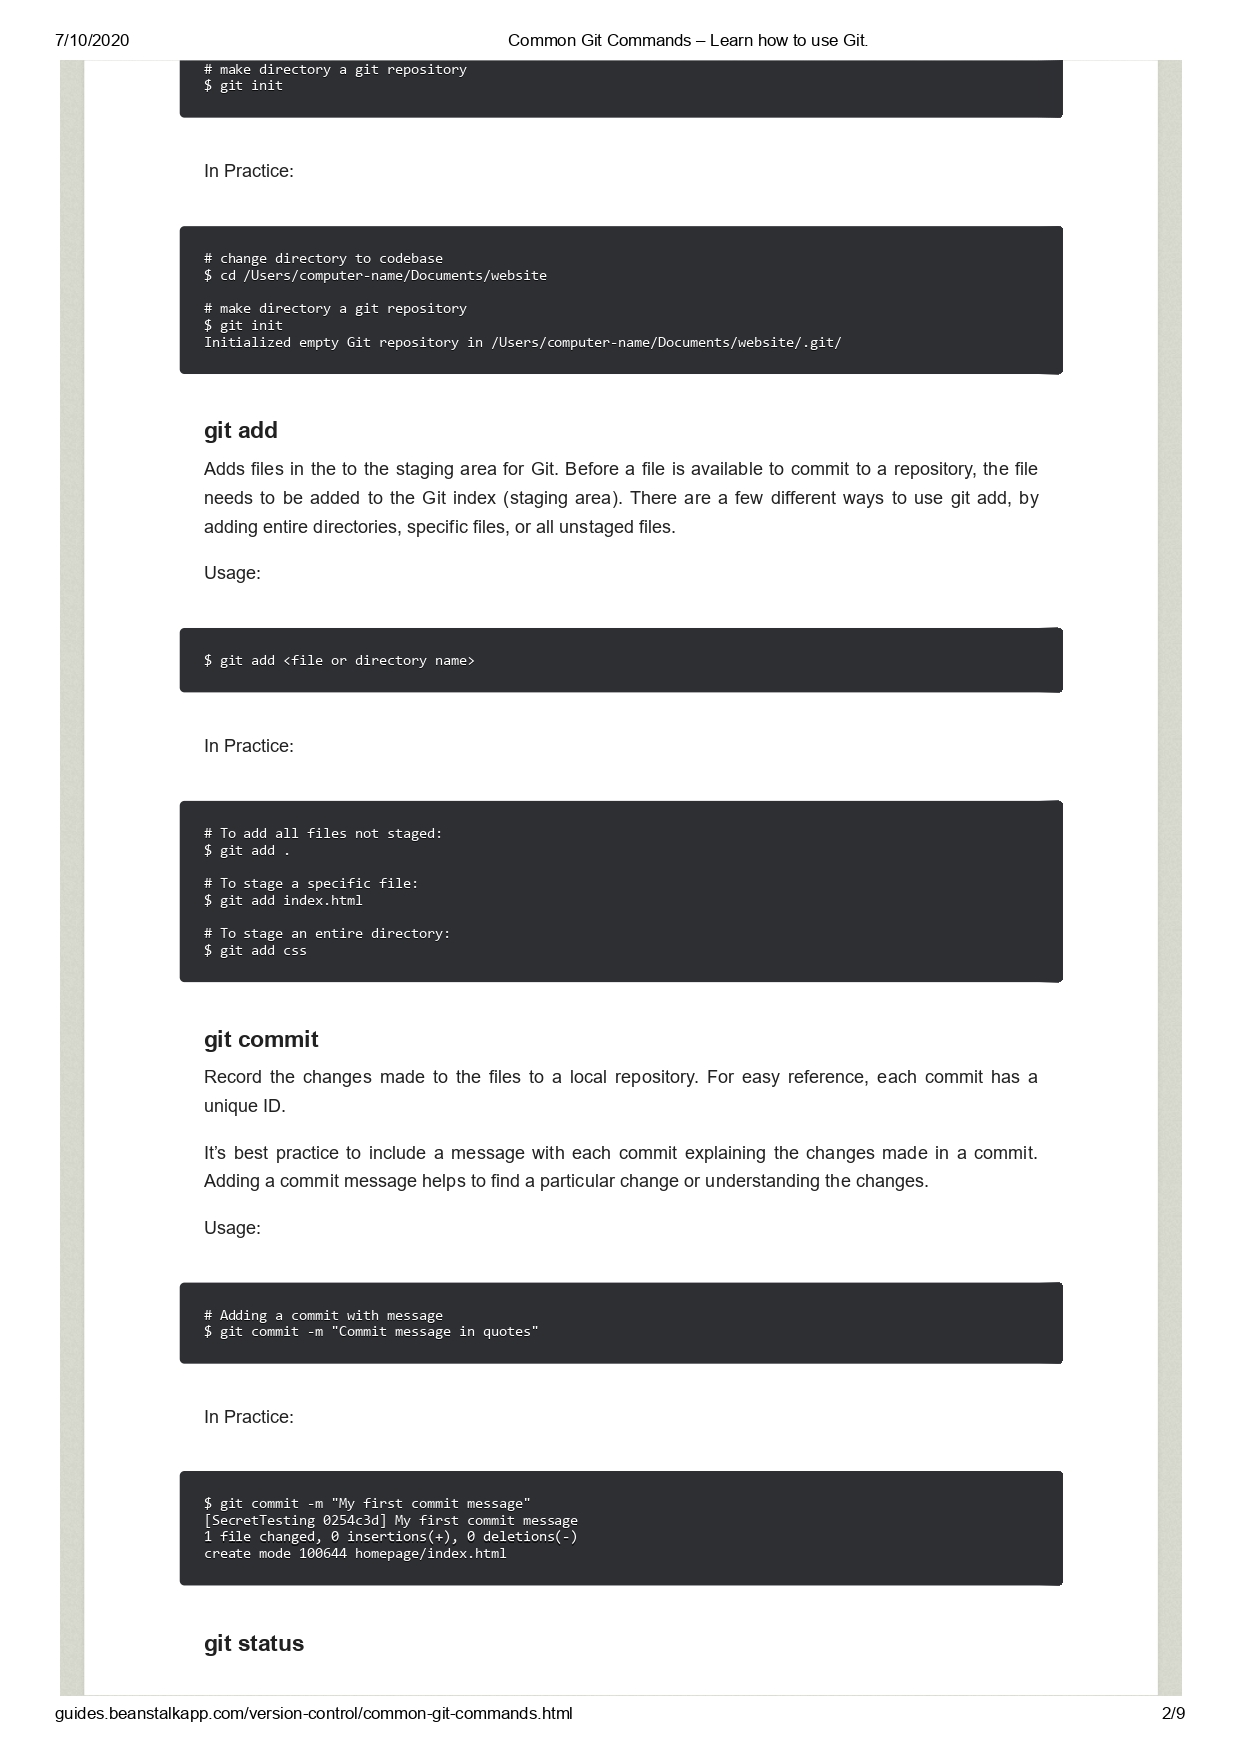 7/10/2020 Common Git Commands – Learn how to use Git.
# make directory a git repository
$ git init
In Practice:
# change directory to codebase
$ cd /Users/computer-name/Documents/website
# make directory a git repository
$ git init
Initialized empty Git repository in /Users/computer-name/Documents/website/.git/
git add
Adds files in the to the staging area for Git. Before a file is available to commit to a repository, the file
needs to be added to the Git index (staging area). There are a few different ways to use git add, by
adding entire directories, specific files, or all unstaged files.
Usage:
$ git add <file or directory name>
In Practice:
# To add all files not staged:
$ git add .
# To stage a specific file:
$ git add index.html
# To stage an entire directory:
$ git add css
git commit
Record the changes made to the files to a local repository. For easy reference, each commit has a
unique ID.
It’s best practice to include a message with each commit explaining the changes made in a commit.
Adding a commit message helps to find a particular change or understanding the changes.
Usage:
# Adding a commit with message
$ git commit -m "Commit message in quotes"
In Practice:
$ git commit -m "My first commit message"
[SecretTesting 0254c3d] My first commit message
1 file changed, 0 insertions(+), 0 deletions(-)
create mode 100644 homepage/index.html
git status
guides.beanstalkapp.com/version-control/common-git-commands.html 2/9